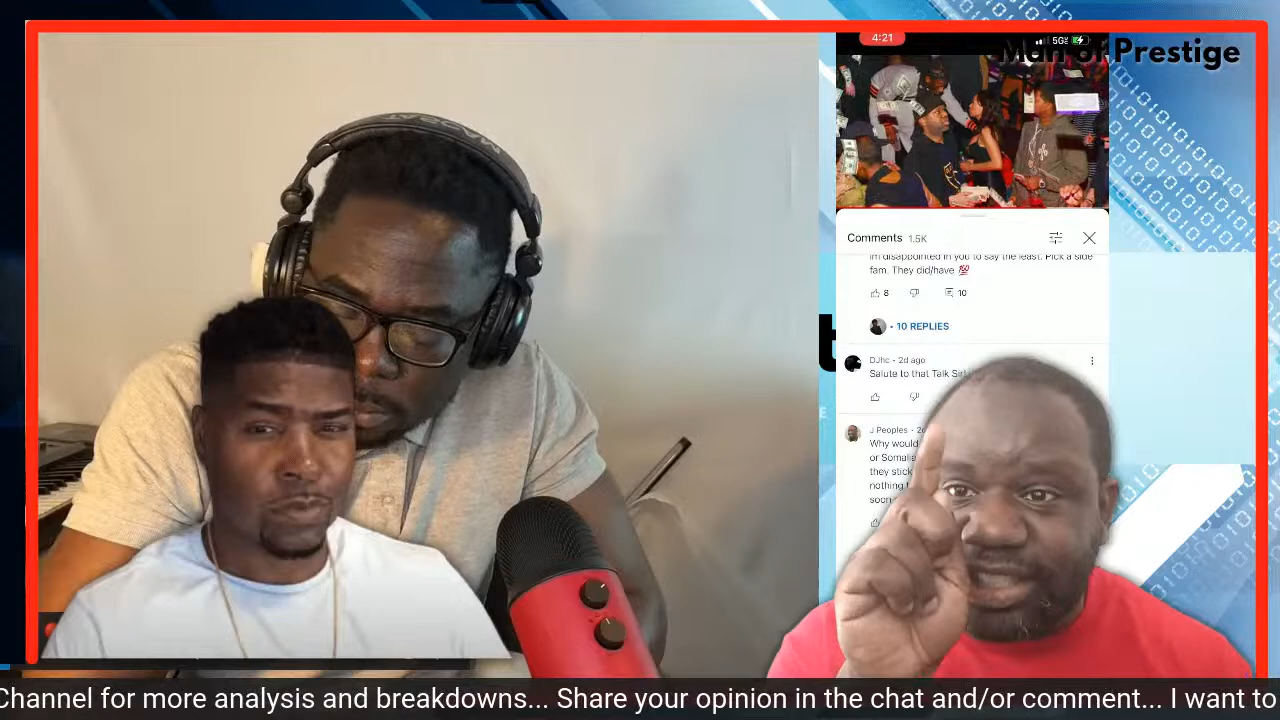 4:21
5G
Man of Prestige
Comments 1.5K
im disappointed in you to say the least. Pick a side
fam. They did/have 💯
8 10
10 REPLIES
DJhc • 2d ago
Salute to that Talk
J Peoples
Why would
or Somalia
they stick
nothing
soon
Channel for more analysis and breakdowns... Share your opinion in the chat and/or comment... I want to